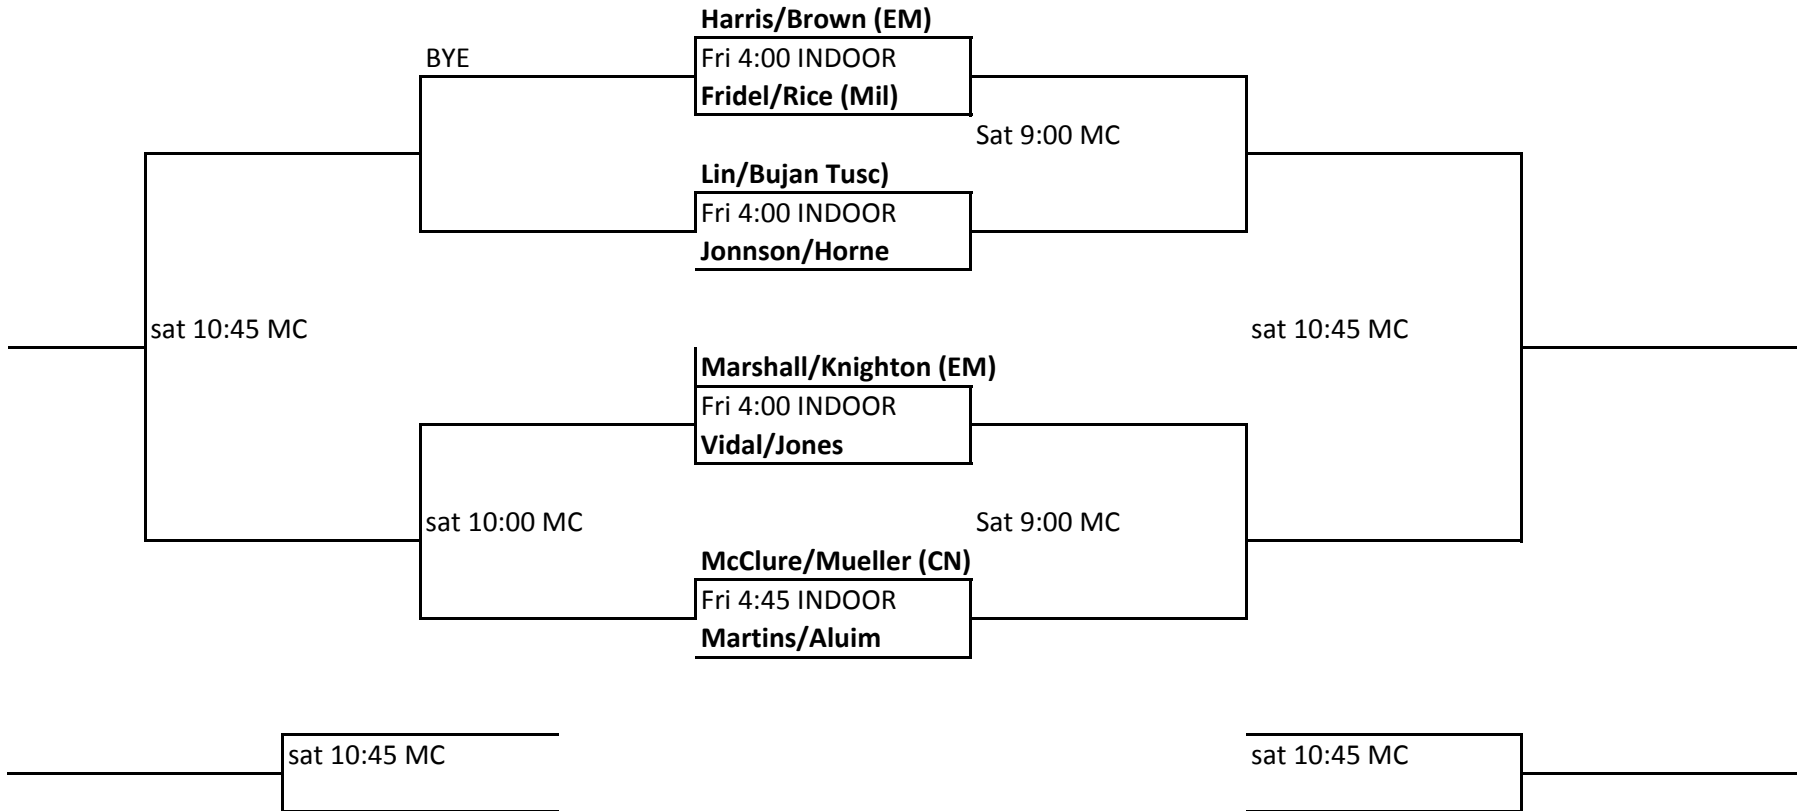 Harris/Brown (EM)
BYE
Fri 4:00 INDOOR
Fridel/Rice (Mil)
Sat 9:00 MC
Lin/Bujan Tusc)
Fri 4:00 INDOOR
Jonnson/Horne
sat 10:45 MC
sat 10:45 MC
Marshall/Knighton (EM)
Fri 4:00 INDOOR
Vidal/Jones
sat 10:00 MC
Sat 9:00 MC
McClure/Mueller (CN)
Fri 4:45 INDOOR
Martins/Aluim
sat 10:45 MC
sat 10:45 MC